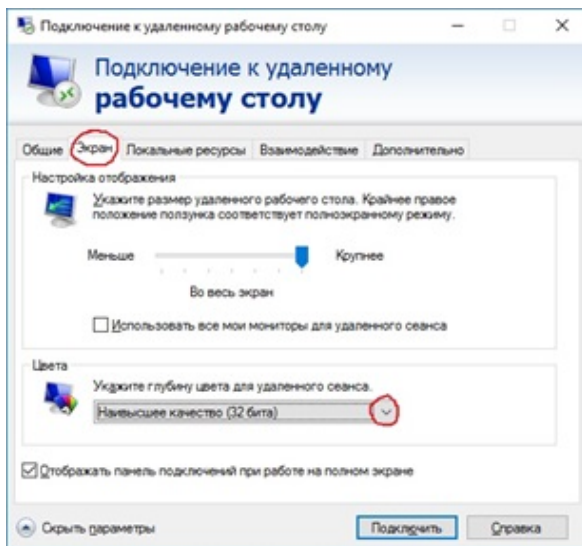 Подключение к удаленному рабочему столу
Подключение к удаленному
рабочему столу
Общие Экран Локальные ресурсы Взаимодействие Дополнительно
Настройка отображения
Укажите размер удаленного рабочего стола. Крайнее правое
положение ползунка соответствует полноэкранному режиму.
Меньше Крупнее
Во весь экран
Использовать все мои мониторы для удаленного сеанса
Цвета
Укажите глубину цвета для удаленного сеанса.
Наивысшее качество (32 бита)
Отображать панель подключений при работе на полном экране
Скрыть параметры Подключить Справка